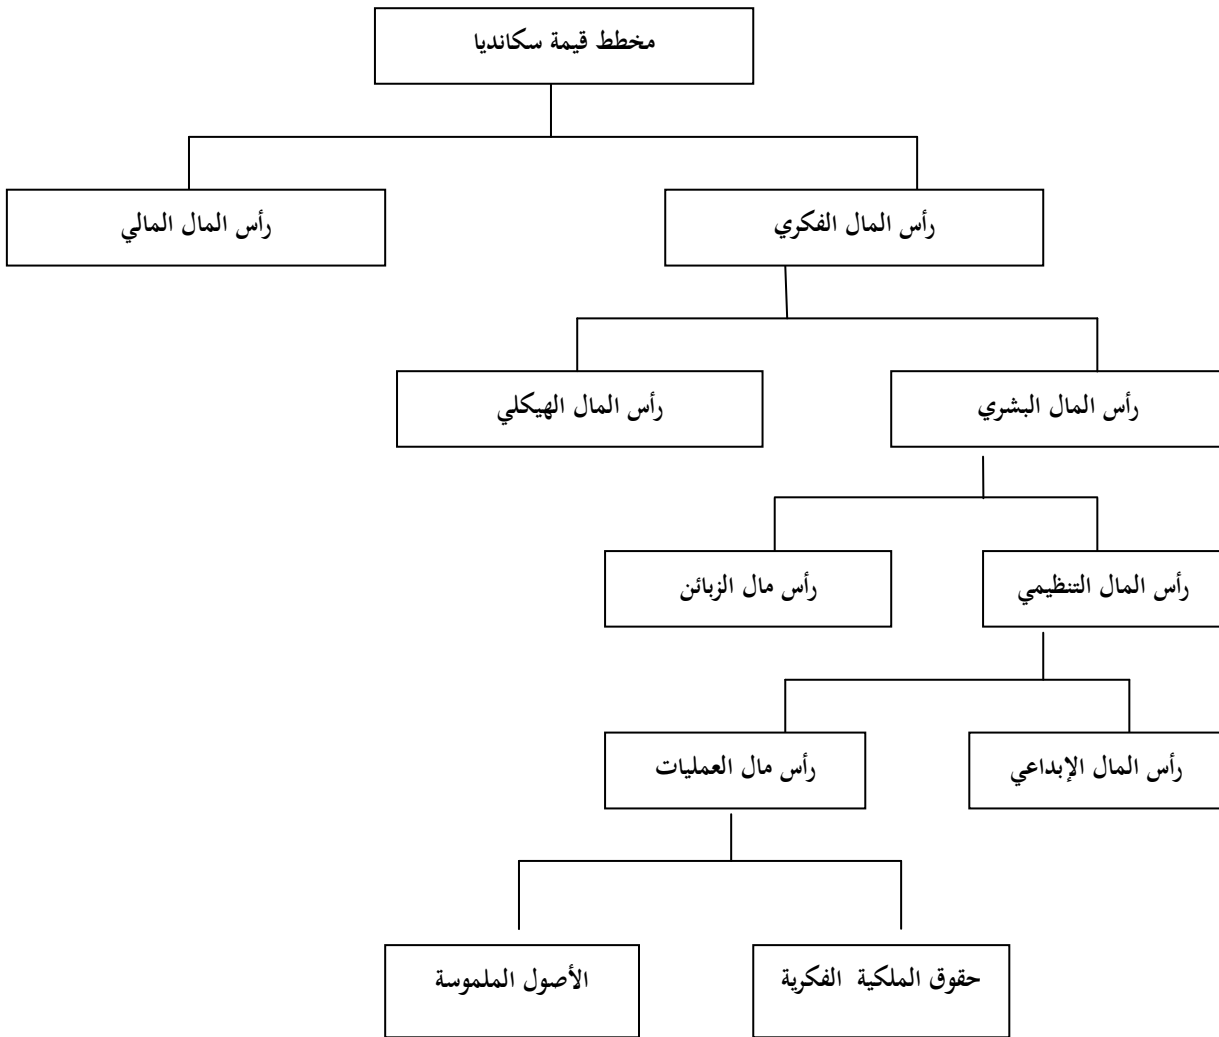 مخطط قيمة سكانديا
رأس المال الفكري
رأس المال المالي
رأس المال البشري
رأس المال الهيكلي
رأس المال التنظيمي
رأس مال الزبائن
رأس المال الإبداعي
رأس مال العمليات
حقوق الملكية الفكرية
الأصول الملموسة